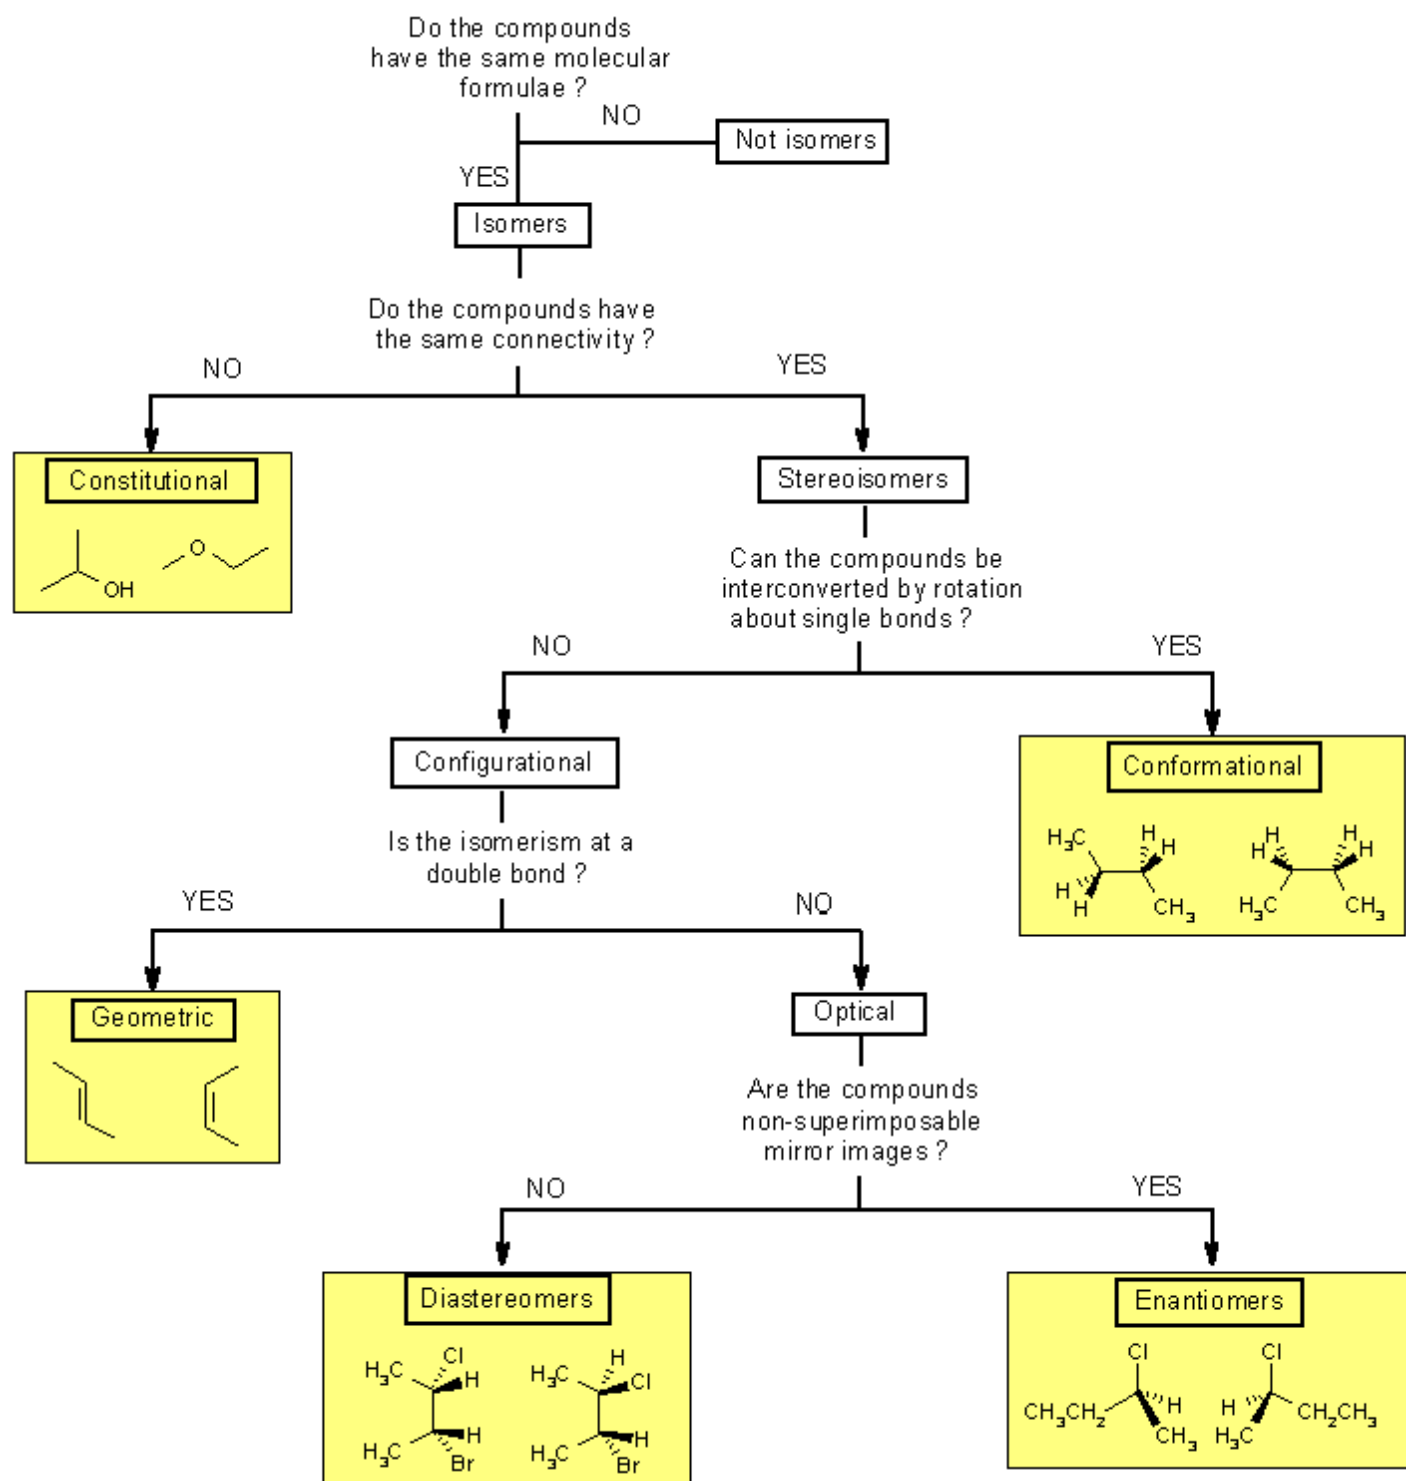 Do the compounds
have the same molecular
formulae ?
NO
Not isomers
YES
Isomers
Do the compounds have
the same connectivity ?
NO
YES
Constitutional
OH
O
Stereoisomers
Can the compounds be
interconverted by rotation
about single bonds ?
NO
YES
Configurational
Conformational
H₃C
H
H
H
H
CH₃
H
H
H
H
H₃C
CH₃
Is the isomerism at a
double bond ?
YES
NO
Geometric
Optical
Are the compounds
non-superimposable
mirror images ?
NO
YES
Diastereomers
H₃C
Cl
H
H₃C
H
Br
H
H₃C
Cl
H
H₃C
Br
Enantiomers
Cl
H
CH₃CH₂
CH₃
Cl
H
H₃C
CH₂CH₃